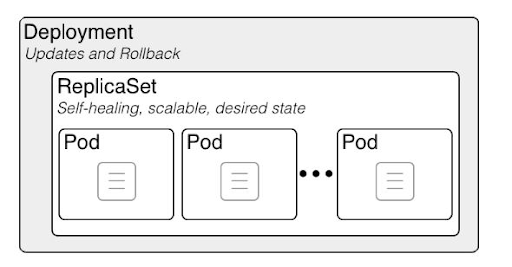 Deployment
Updates and Rollback
ReplicaSet
Self-healing, scalable, desired state
Pod
Pod
Pod